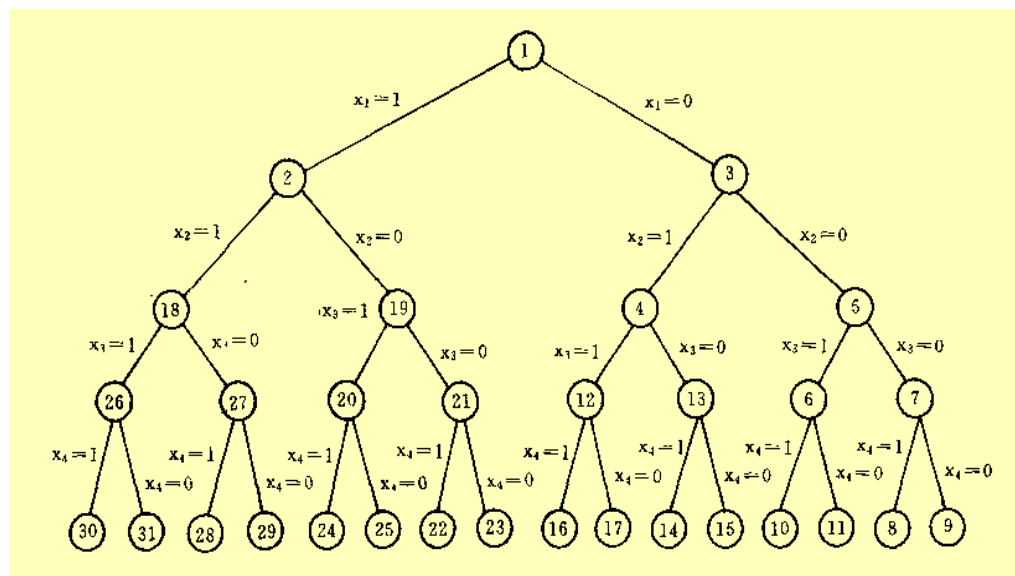 1
x₁=1 x₁=0
2 3
x₂=1 x₂=0 x₂=1 x₂=0
18 x₃=1 19 4 5
x₃=1 =0 x₃=0 x₃=1 x₃=0 x₃=1 x₃=0
26 27 20 21 12 13 6 7
x₄=1 x₄=1 x₄=1 x₄=1 x₄=1 x₄=1 x₄=1 x₄=1
x₄=0 x₄=0 x₄=0 x₄=0 x₄=0 x₄=0 x₄=0 x₄=0
30 31 28 29 24 25 22 23 16 17 14 15 10 11 8 9